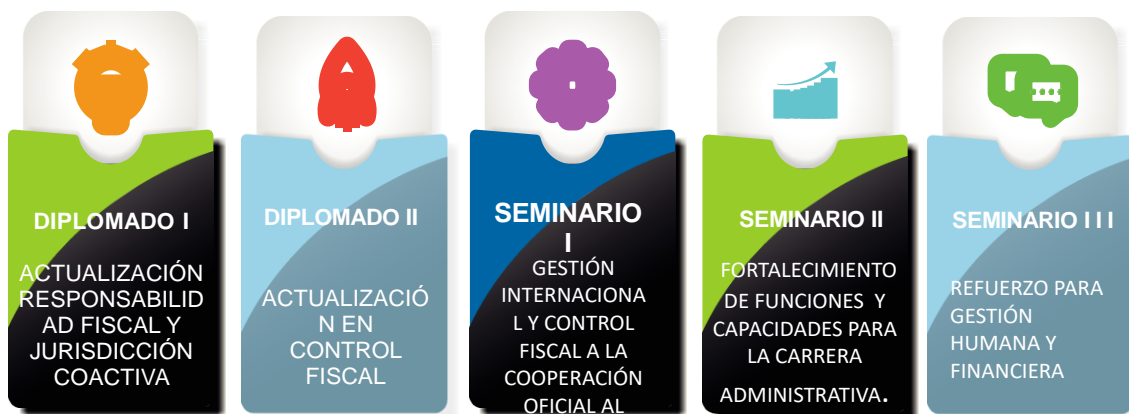 DIPLOMADO I
ACTUALIZACIÓN
RESPONSABILID
AD FISCAL Y
JURISDICCIÓN
COACTIVA
DIPLOMADO II
ACTUALIZACIÓ
N EN
CONTROL
FISCAL
SEMINARIO
I
GESTIÓN
INTERNACIONA
L Y CONTROL
FISCAL A LA
COOPERACIÓN
OFICIAL AL
SEMINARIO II
FORTALECIMIENTO
DE FUNCIONES Y
CAPACIDADES PARA
LA CARRERA
ADMINISTRATIVA.
SEMINARIO III
REFUERZO PARA
GESTIÓN
HUMANA Y
FINANCIERA